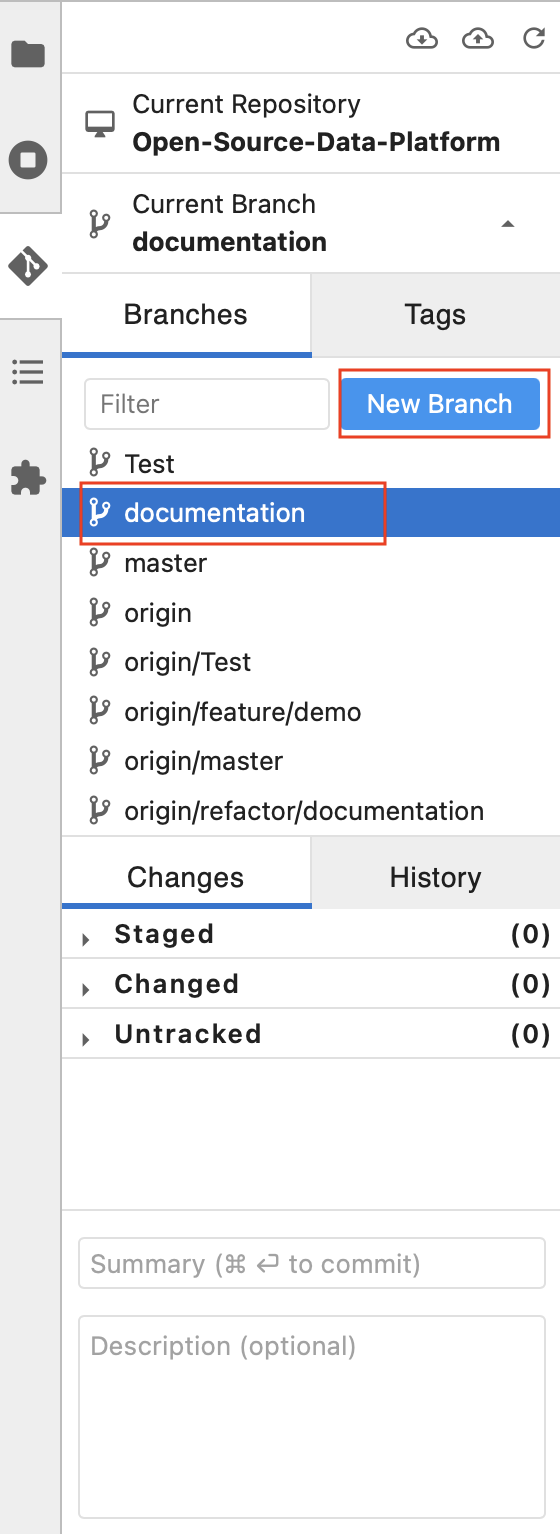 Current Repository
Open-Source-Data-Platform
Current Branch
documentation
Branches Tags
Filter New Branch
Test
documentation
master
origin
origin/Test
origin/feature/demo
origin/master
origin/refactor/documentation
Changes History
Staged (0)
Changed (0)
Untracked (0)
Summary (⌘ ⏎ to commit)
Description (optional)